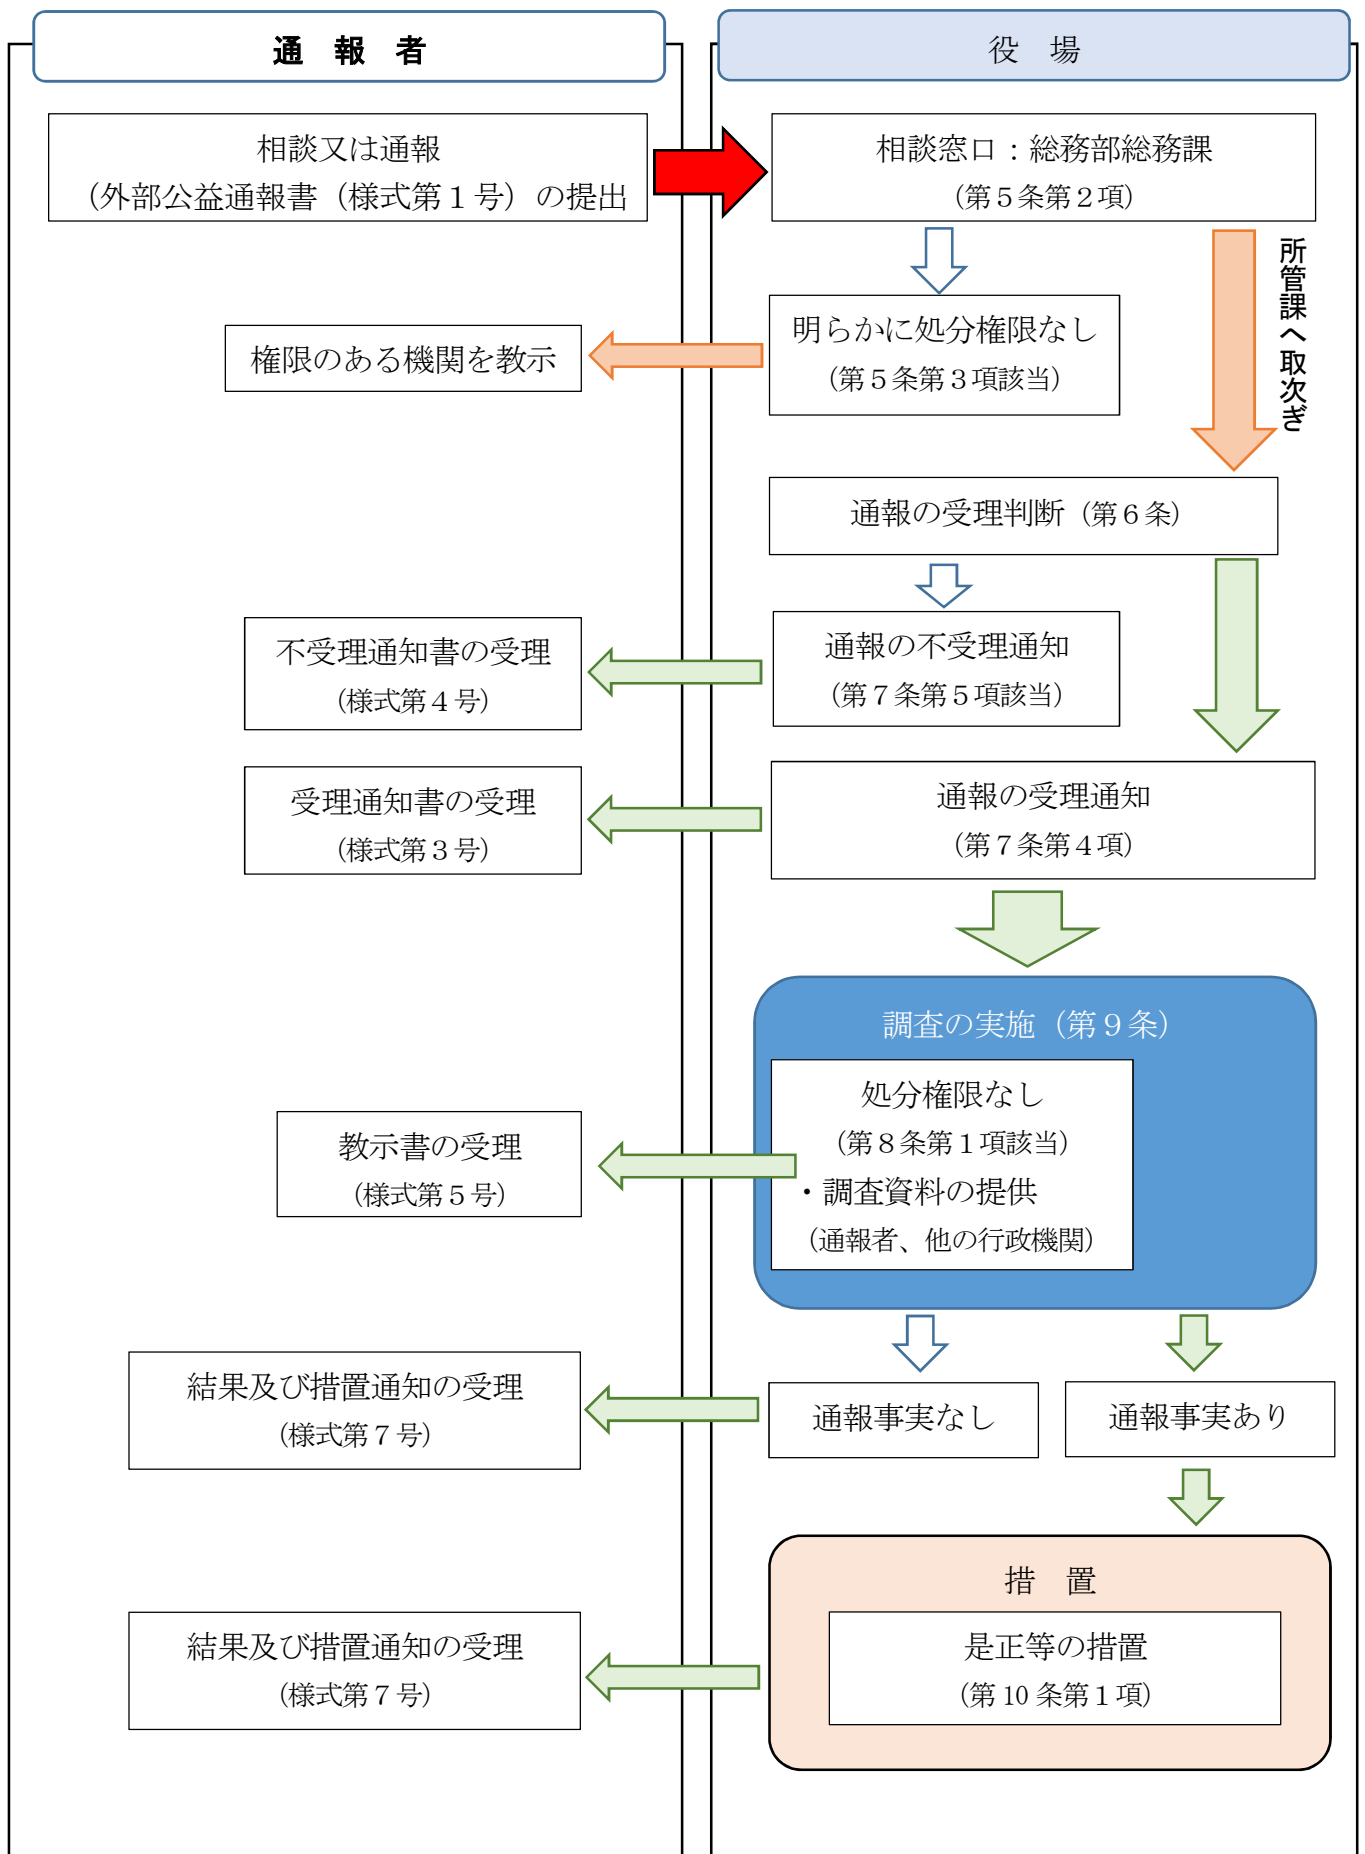 通　報　者
役　場
相談又は通報
（外部公益通報書（様式第１号）の提出
相談窓口：総務部総務課
（第５条第２項）
所管課へ取次ぎ
明らかに処分権限なし
（第５条第３項該当）
権限のある機関を教示
通報の受理判断（第６条）
不受理通知書の受理
（様式第４号）
通報の不受理通知
（第７条第５項該当）
受理通知書の受理
（様式第３号）
通報の受理通知
（第７条第４項）
調査の実施（第９条）
処分権限なし
（第８条第１項該当）
・調査資料の提供
（通報者、他の行政機関）
教示書の受理
（様式第５号）
結果及び措置通知の受理
（様式第７号）
通報事実なし
通報事実あり
措　置
是正等の措置
（第 10 条第１項）
結果及び措置通知の受理
（様式第７号）